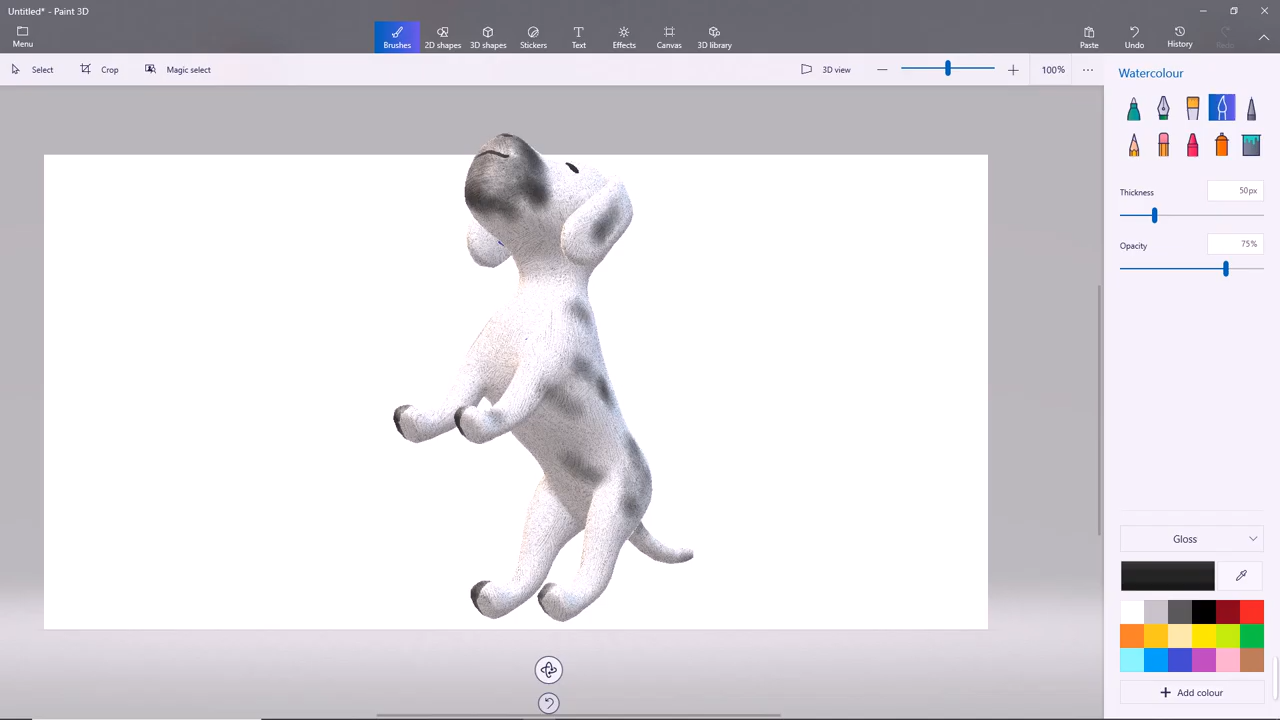 Untitled* - Paint 3D
Menu
Brushes
2D shapes
3D shapes
Stickers
Text
Effects
Canvas
3D library
Paste
Undo
History
Redo
Select
Crop
Magic select
3D view
100%
Watercolour
Thickness
50px
Opacity
75%
Gloss
Add colour